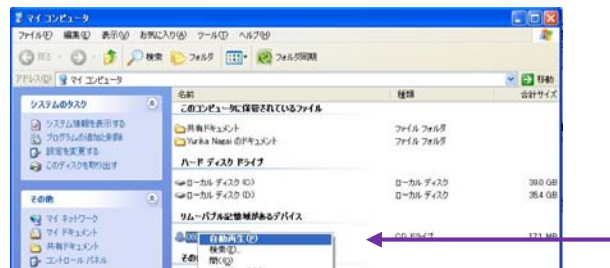 マイ コンピュータ
ファイル(F) 編集(E) 表示(V) お気に入り(A) ツール(T) ヘルプ(H)
戻る 検索 フォルダ フォルダ同期
アドレス(D) マイ コンピュータ 移動
名前 種類 合計サイズ
システムのタスク
システム情報を表示する
プログラムの追加と削除
設定を変更する
このディスクを取り出す
その他
マイ ネットワーク
マイ ドキュメント
共有ドキュメント
コントロール パネル
このコンピュータに保管されているファイル
共有ドキュメント ファイル フォルダ
Yurika Nagai のドキュメント ファイル フォルダ
ハード ディスク ドライブ
ローカル ディスク (C:) ローカル ディスク 39.0 GB
ローカル ディスク (D:) ローカル ディスク 35.4 GB
リムーバブル記憶域があるデバイス
CD ドライブ 171 MB
自動再生(P)
検索(E)...
開く(O)
その